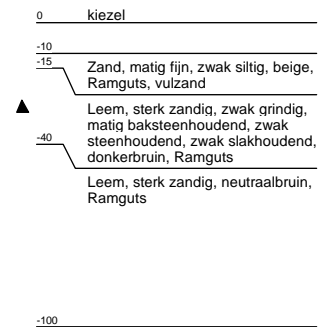 0 kiezel
-10
-15
Zand, matig fijn, zwak siltig, beige,
Ramguts, vulzand
Leem, sterk zandig, zwak grindig,
matig baksteenhoudend, zwak
steenhoudend, zwak slakhoudend,
donkerbruin, Ramguts
-40
Leem, sterk zandig, neutraalbruin,
Ramguts
-100